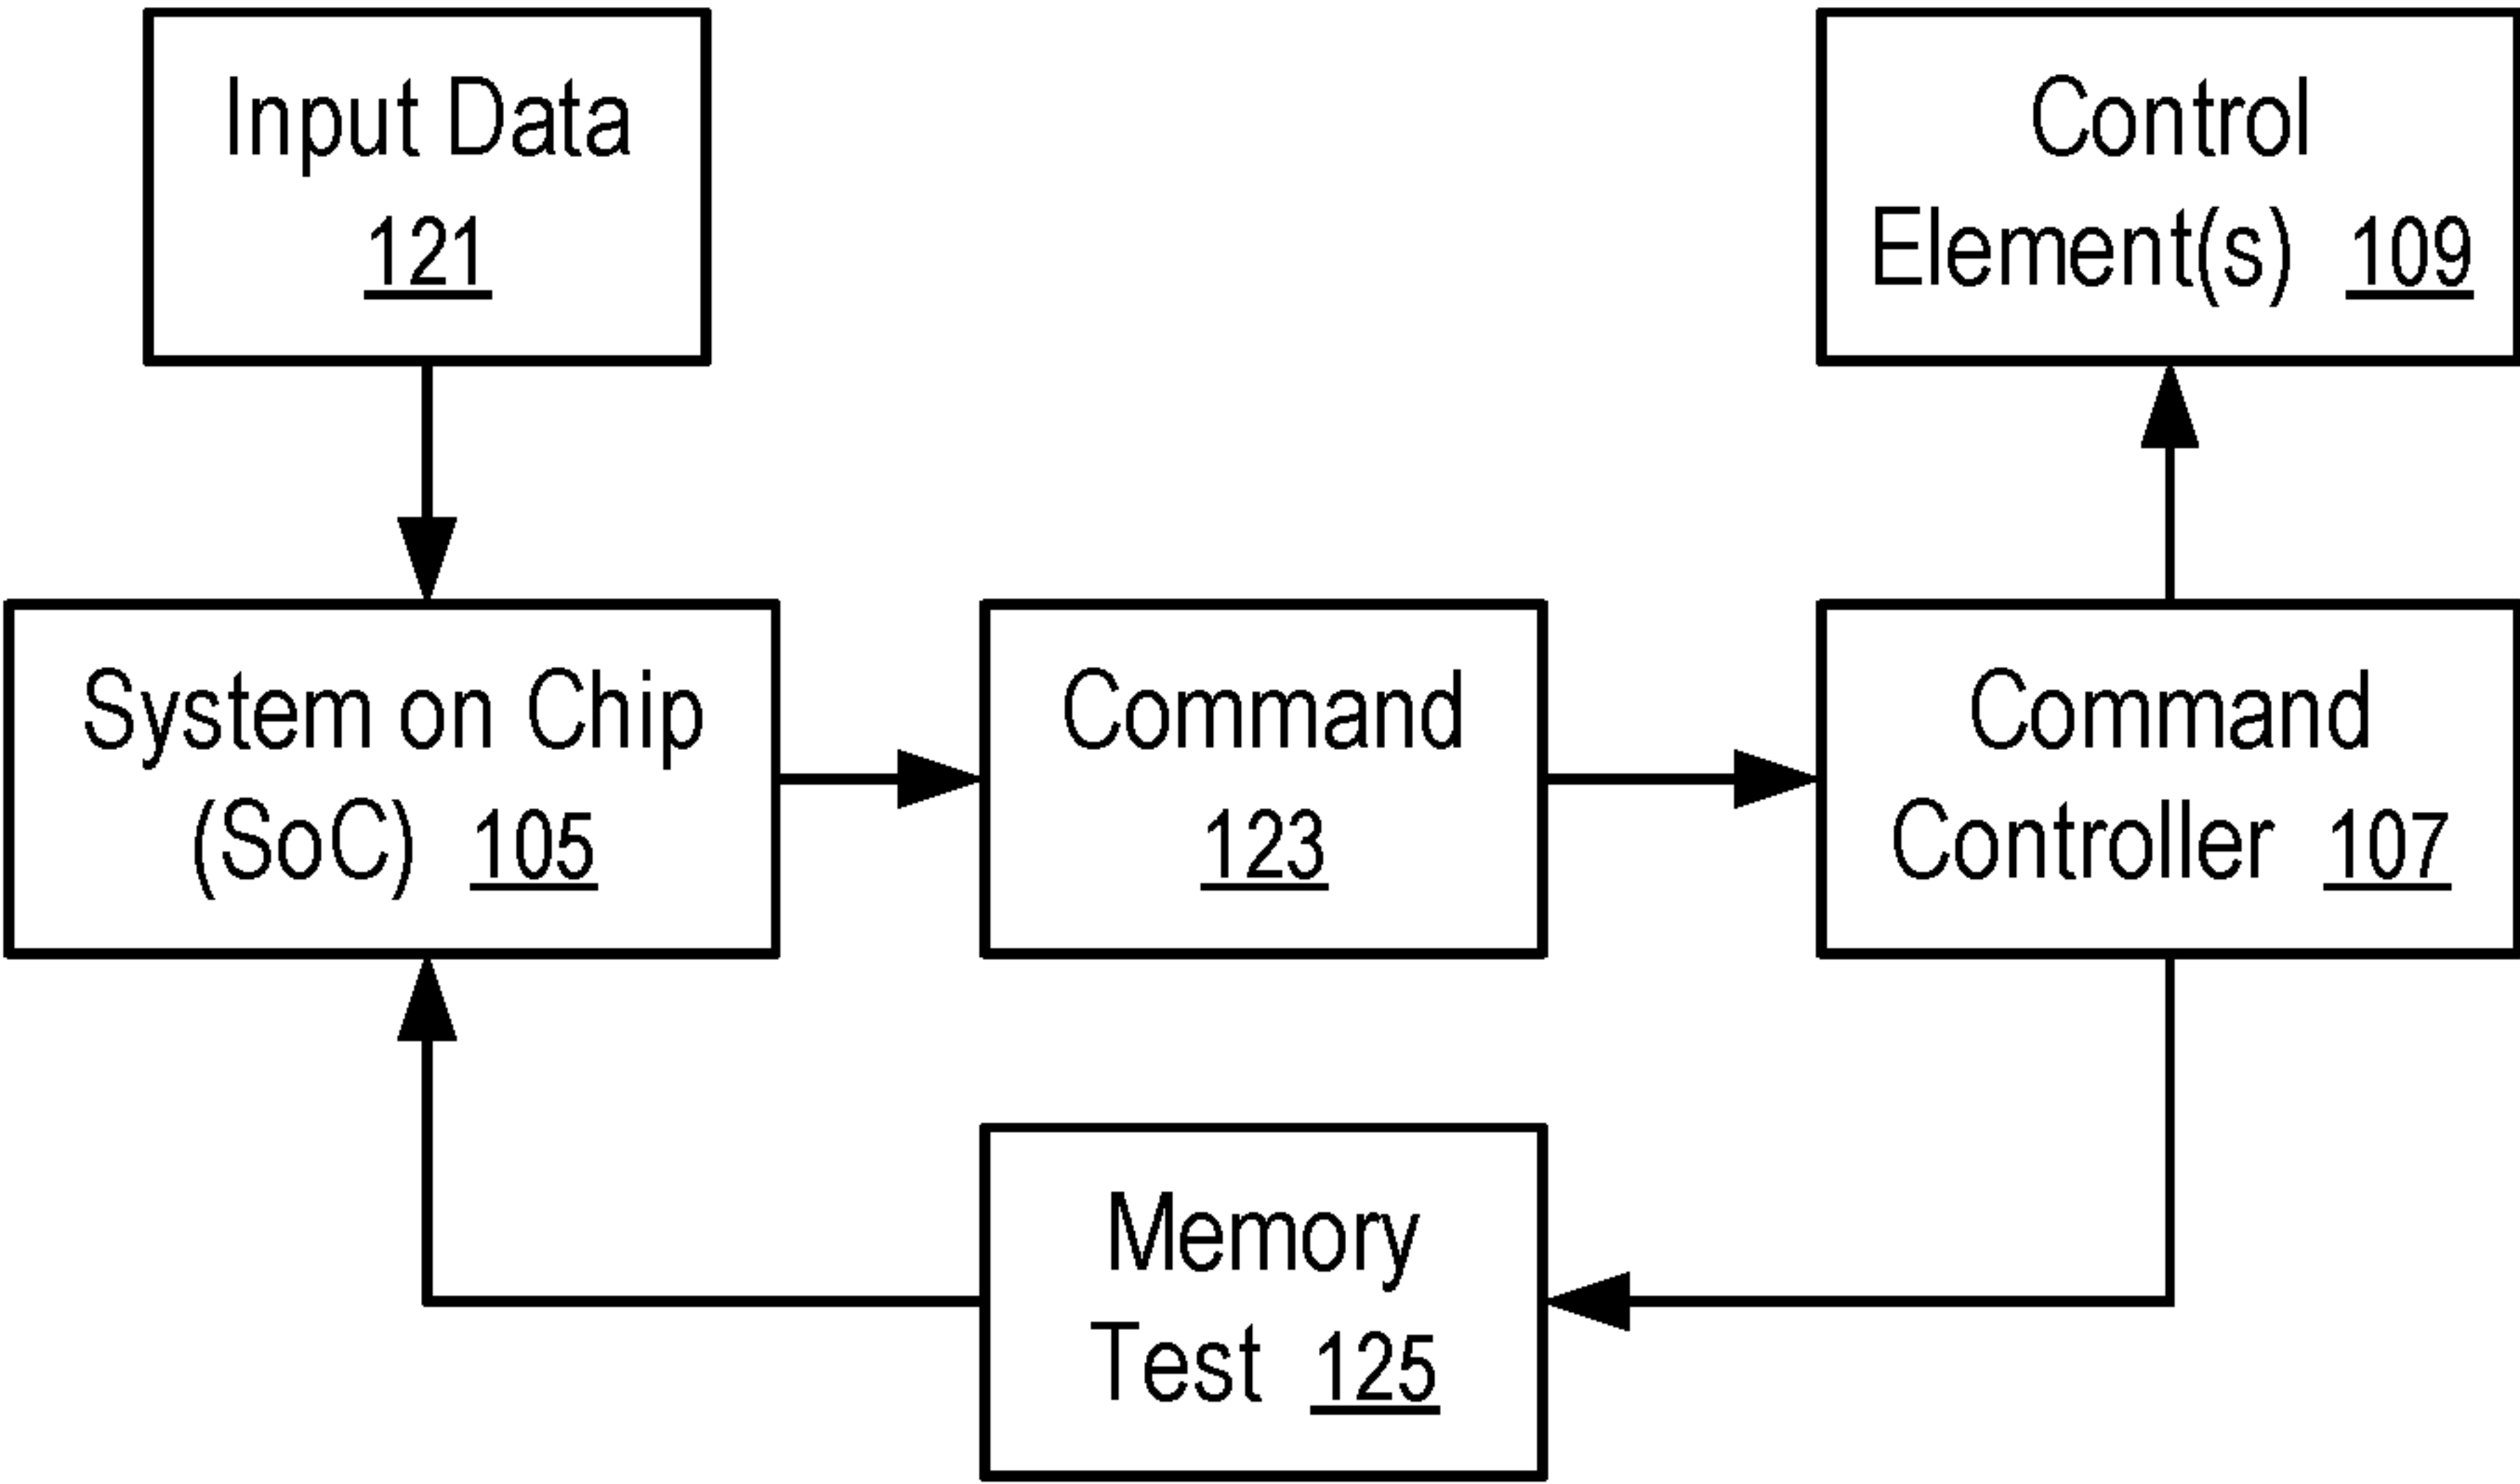 Input Data
121
Control
Element(s) 109
System on Chip
(SoC) 105
Command
123
Command
Controller 107
Memory
Test 125